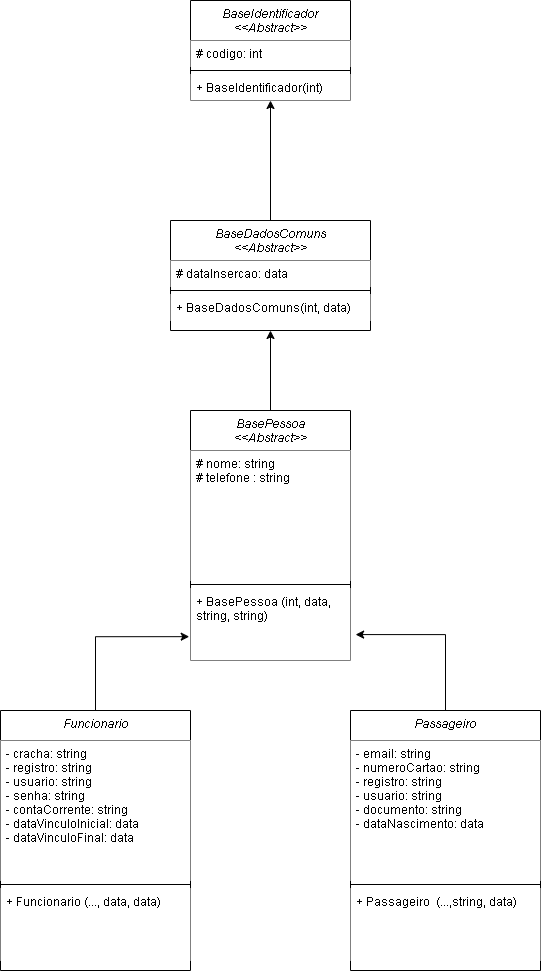 BaseIdentificador
<<Abstract>>
# codigo: int
+ BaseIdentificador(int)
BaseDadosComuns
<<Abstract>>
# dataInsercao: data
+ BaseDadosComuns(int, data)
BasePessoa
<<Abstract>>
# nome: string
# telefone : string
+ BasePessoa (int, data,
string, string)
Funcionario
- cracha: string
- registro: string
- usuario: string
- senha: string
- contaCorrente: string
- dataVinculoInicial: data
- dataVinculoFinal: data
+ Funcionario (..., data, data)
Passageiro
- email: string
- numeroCartao: string
- registro: string
- usuario: string
- documento: string
- dataNascimento: data
+ Passageiro  (...,string, data)